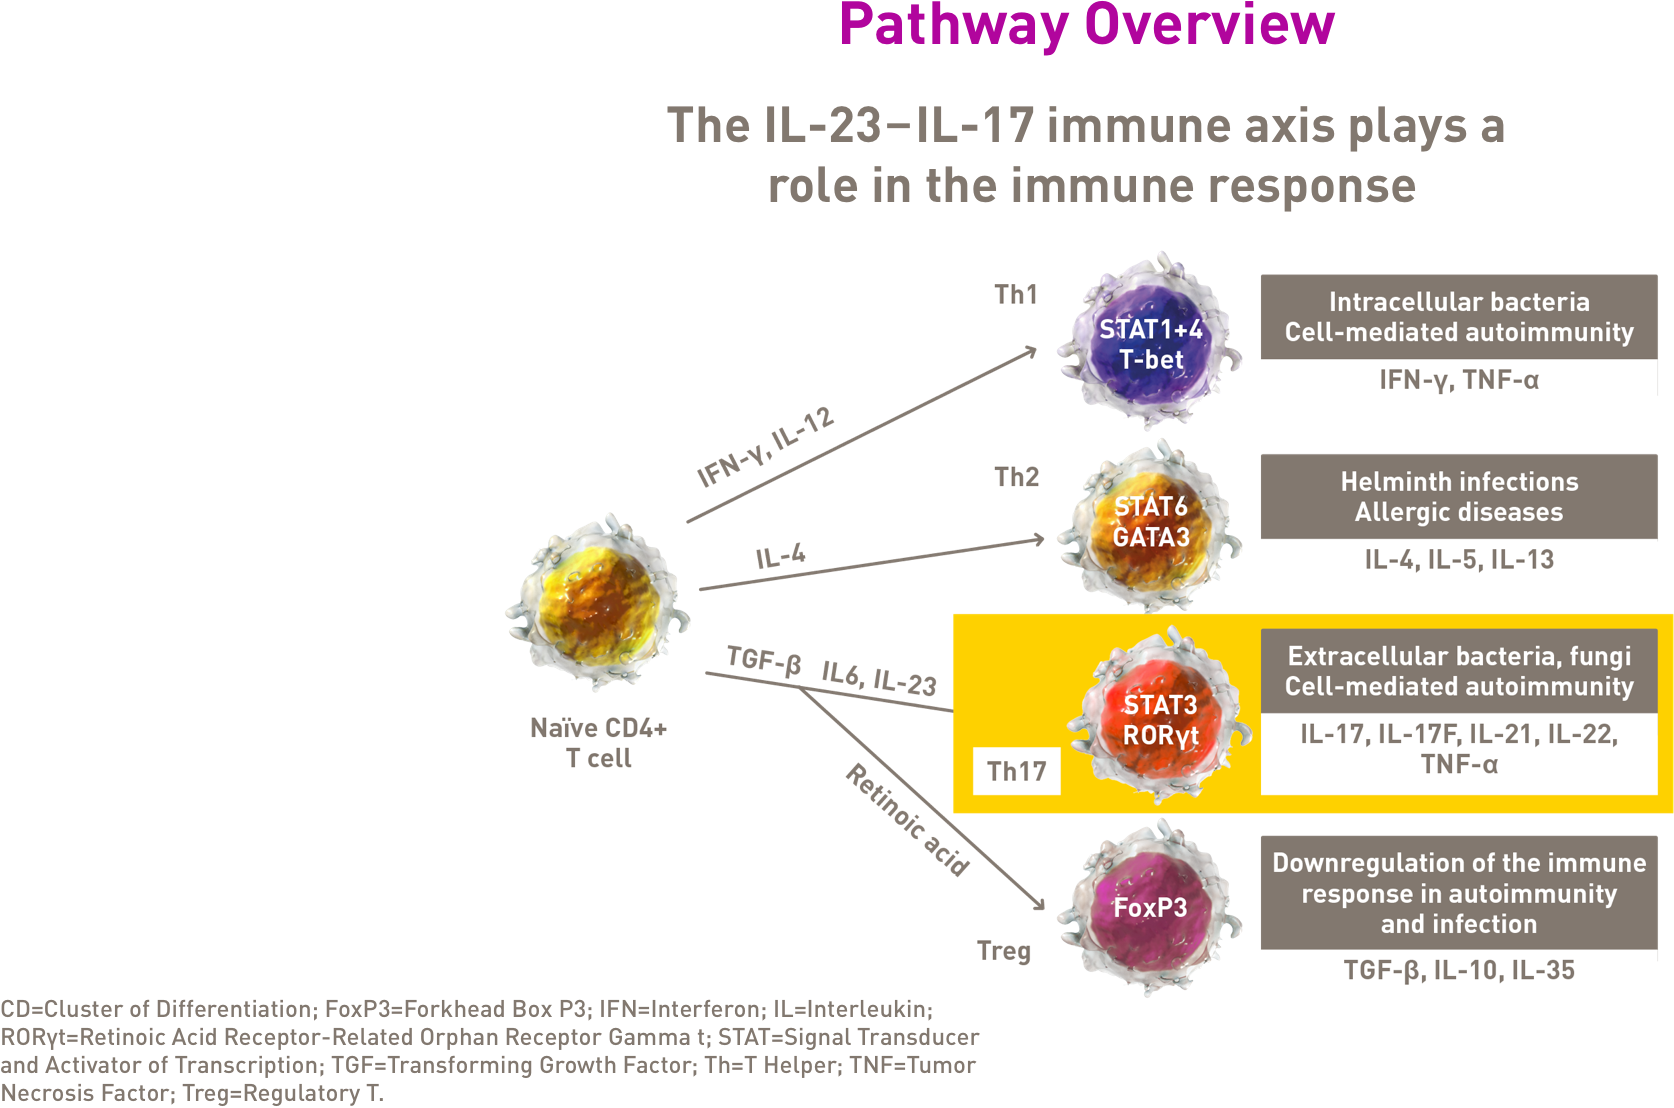 Pathway Overview
The IL-23–IL-17 immune axis plays a
role in the immune response
Th1
STAT1+4
T-bet
Intracellular bacteria
Cell-mediated autoimmunity
IFN-γ, TNF-α
IFN-γ, IL-12
Th2
STAT6
GATA3
Helminth infections
Allergic diseases
IL-4, IL-5, IL-13
IL-4
Naïve CD4+
T cell
TGF-β IL6, IL-23
Th17
STAT3
RORγt
Extracellular bacteria, fungi
Cell-mediated autoimmunity
IL-17, IL-17F, IL-21, IL-22,
TNF-α
Retinoic acid
Treg
FoxP3
Downregulation of the immune
response in autoimmunity
and infection
TGF-β, IL-10, IL-35
CD=Cluster of Differentiation; FoxP3=Forkhead Box P3; IFN=Interferon; IL=Interleukin;
RORγt=Retinoic Acid Receptor-Related Orphan Receptor Gamma t; STAT=Signal Transducer
and Activator of Transcription; TGF=Transforming Growth Factor; Th=T Helper; TNF=Tumor
Necrosis Factor; Treg=Regulatory T.